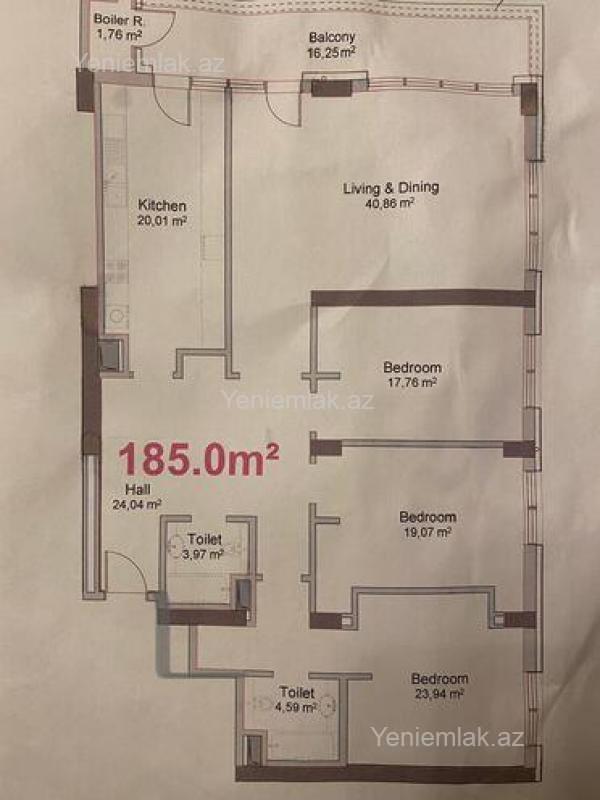 Boiler R.
1,76 m²
Yeniemlak.az
Balcony
16,25m²
Kitchen
20,01 m²
Living & Dining
40,86 m²
Bedroom
17,76 m²
Yeniemlak.az
185.0m²
Hall
24,04 m²
Bedroom
19,07 m²
Toilet
3,97 m²
Toilet
4,59 m²
Bedroom
23,94 m²
Yeniemlak.az